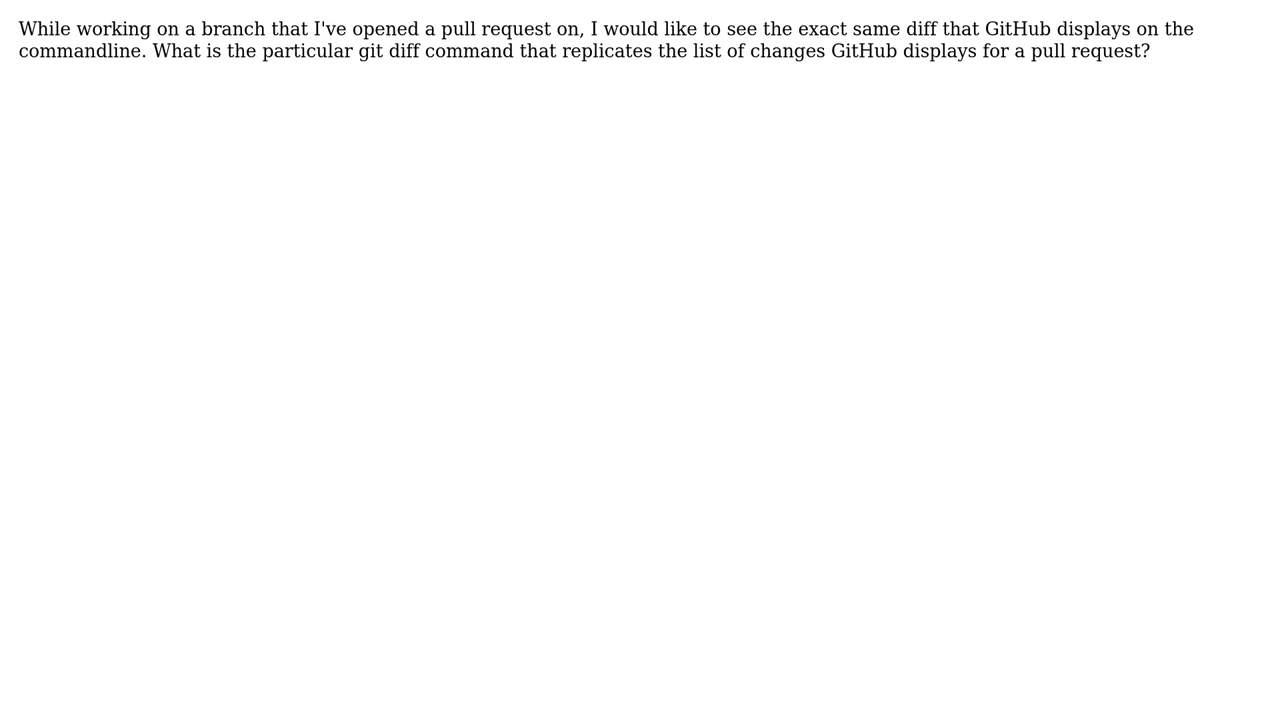 While working on a branch that I've opened a pull request on, I would like to see the exact same diff that GitHub displays on the
commandline. What is the particular git diff command that replicates the list of changes GitHub displays for a pull request?